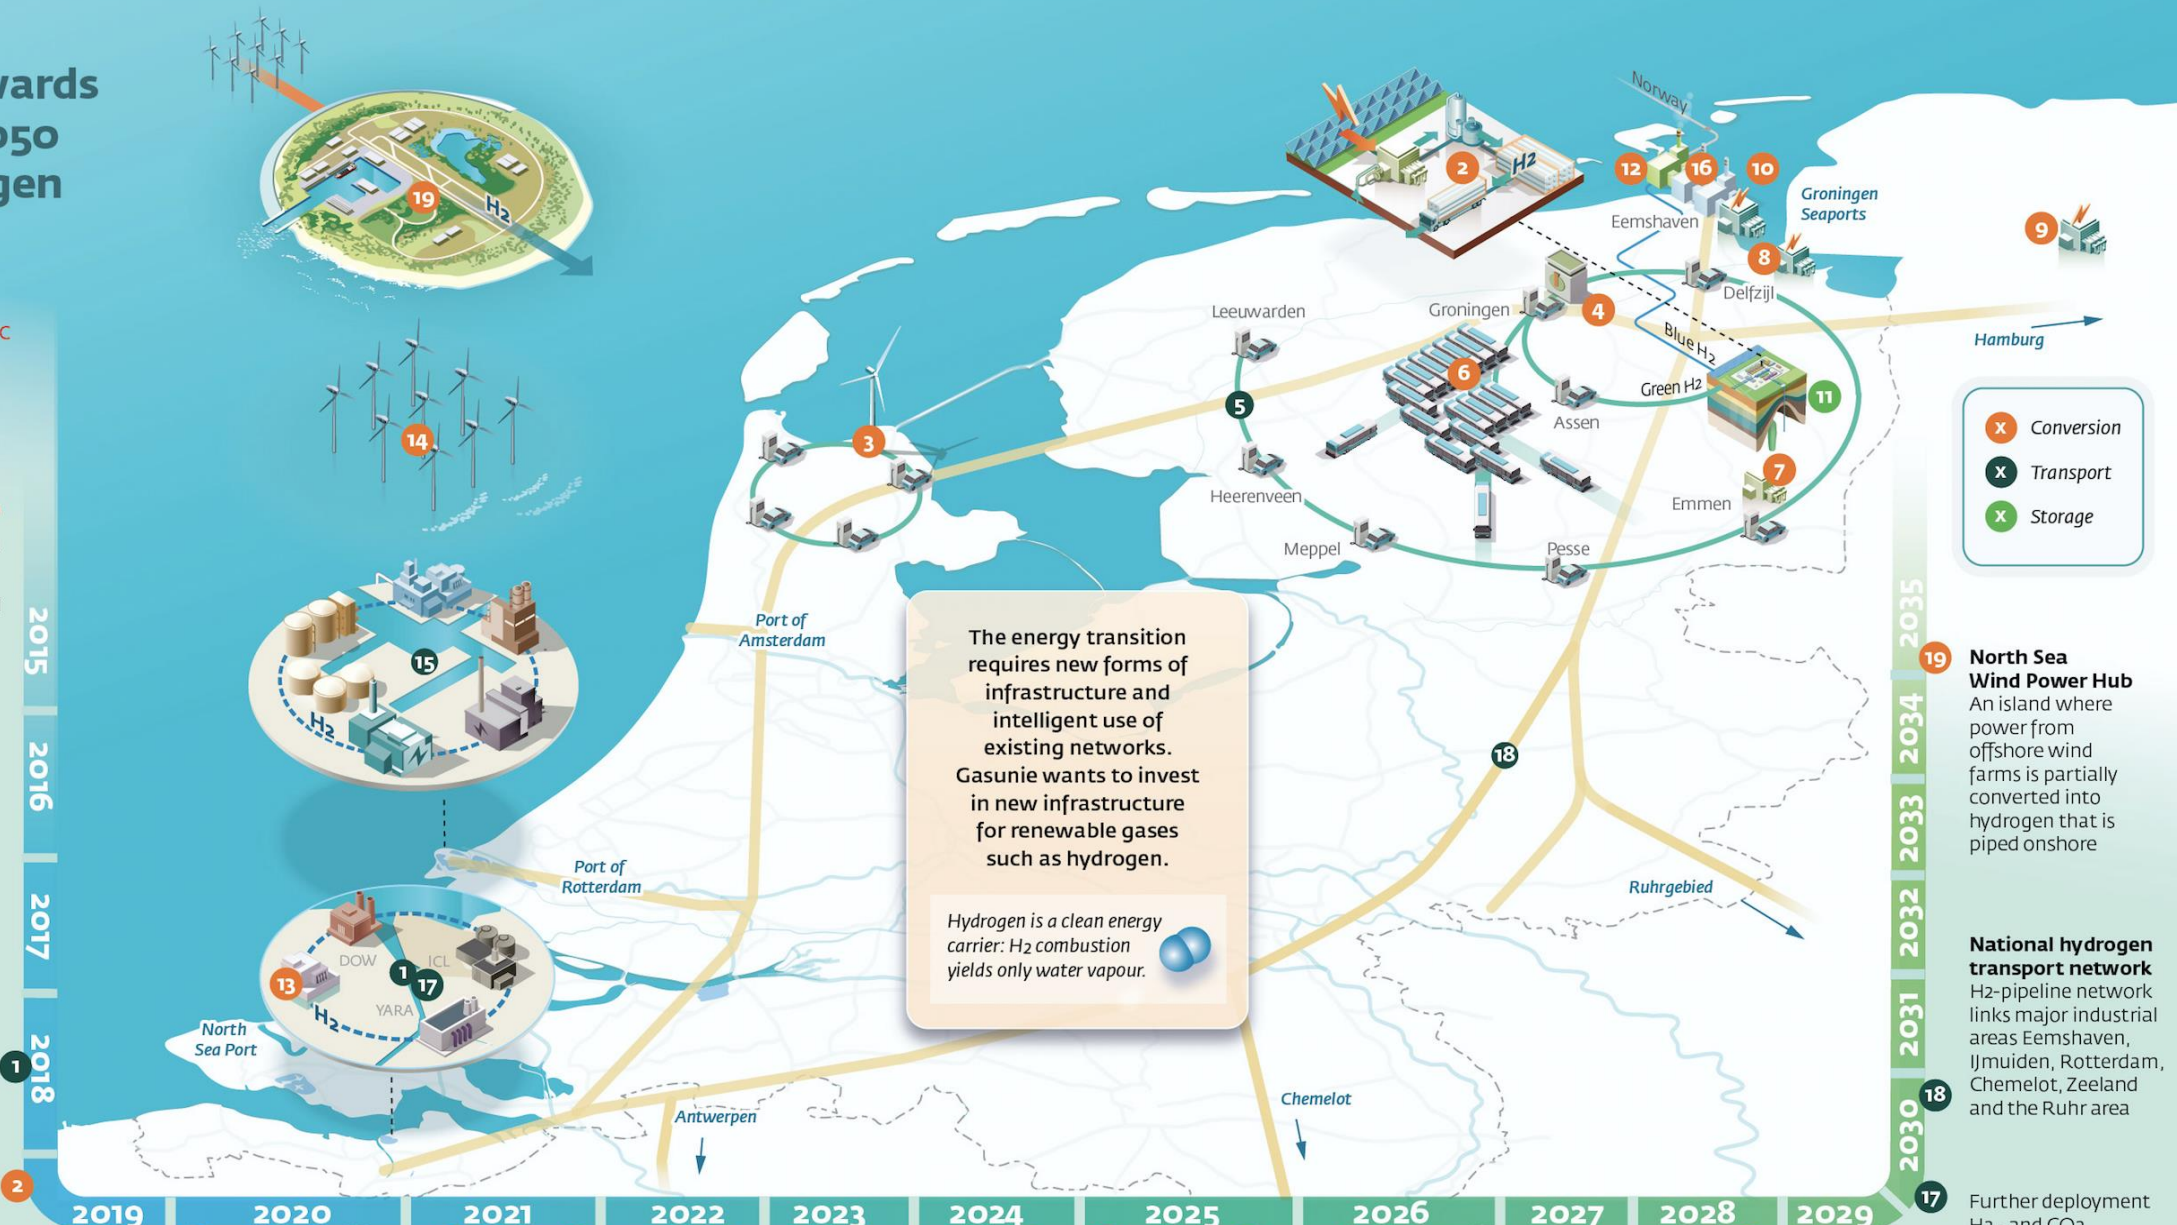 wards
050
gen
C
19
H2
14
15
H2
DOW
ICL
1
17
13
YARA
H2
North
Sea Port
Port of
Rotterdam
Port of
Amsterdam
3
Antwerpen
Chemelot
The energy transition
requires new forms of
infrastructure and
intelligent use of
existing networks.
Gasunie wants to invest
in new infrastructure
for renewable gases
such as hydrogen.
Hydrogen is a clean energy
carrier: H2 combustion
yields only water vapour.
2
H2
Norway
12
16
10
Eemshaven
Groningen
Seaports
9
8
Delfzijl
Leeuwarden
Groningen
4
Hamburg
Blue H2
6
Green H2
11
5
Assen
7
Heerenveen
Emmen
Meppel
Pesse
18
Ruhrgebied
X Conversion
X Transport
X Storage
19 North Sea
Wind Power Hub
An island where
power from
offshore wind
farms is partially
converted into
hydrogen that is
piped onshore
National hydrogen
transport network
H2-pipeline network
links major industrial
areas Eemshaven,
IJmuiden, Rotterdam,
Chemelot, Zeeland
18 and the Ruhr area
17 Further deployment
H2- and CO2
2015
2016
2017
2018
1
2
2019
2020
2021
2022
2023
2024
2025
2026
2027
2028
2029
2030
2031
2032
2033
2034
2035